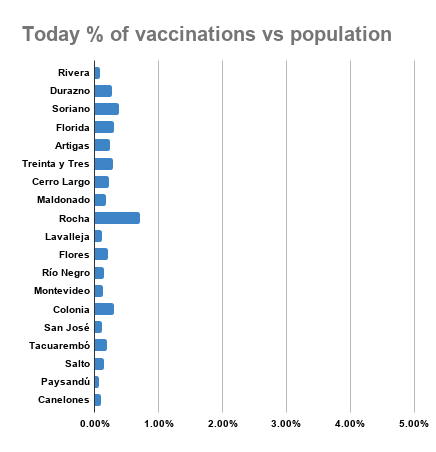 Today % of vaccinations vs population
Rivera
Durazno
Soriano
Florida
Artigas
Treinta y Tres
Cerro Largo
Maldonado
Rocha
Lavalleja
Flores
Río Negro
Montevideo
Colonia
San José
Tacuarembó
Salto
Paysandú
Canelones
0.00% 1.00% 2.00% 3.00% 4.00% 5.00%